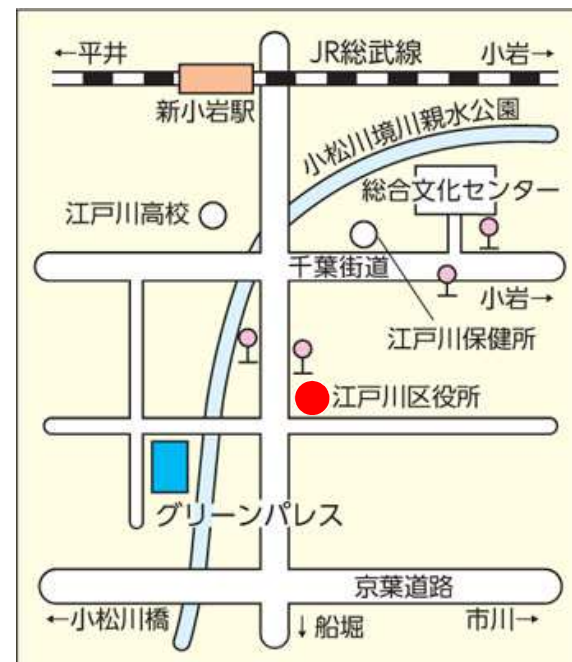 ←平井
JR総武線
小岩→
新小岩駅
小松川境川親水公園
総合文化センター
江戸川高校
千葉街道
小岩→
江戸川保健所
江戸川区役所
グリーンパレス
京葉道路
←小松川橋
↓船堀
市川→